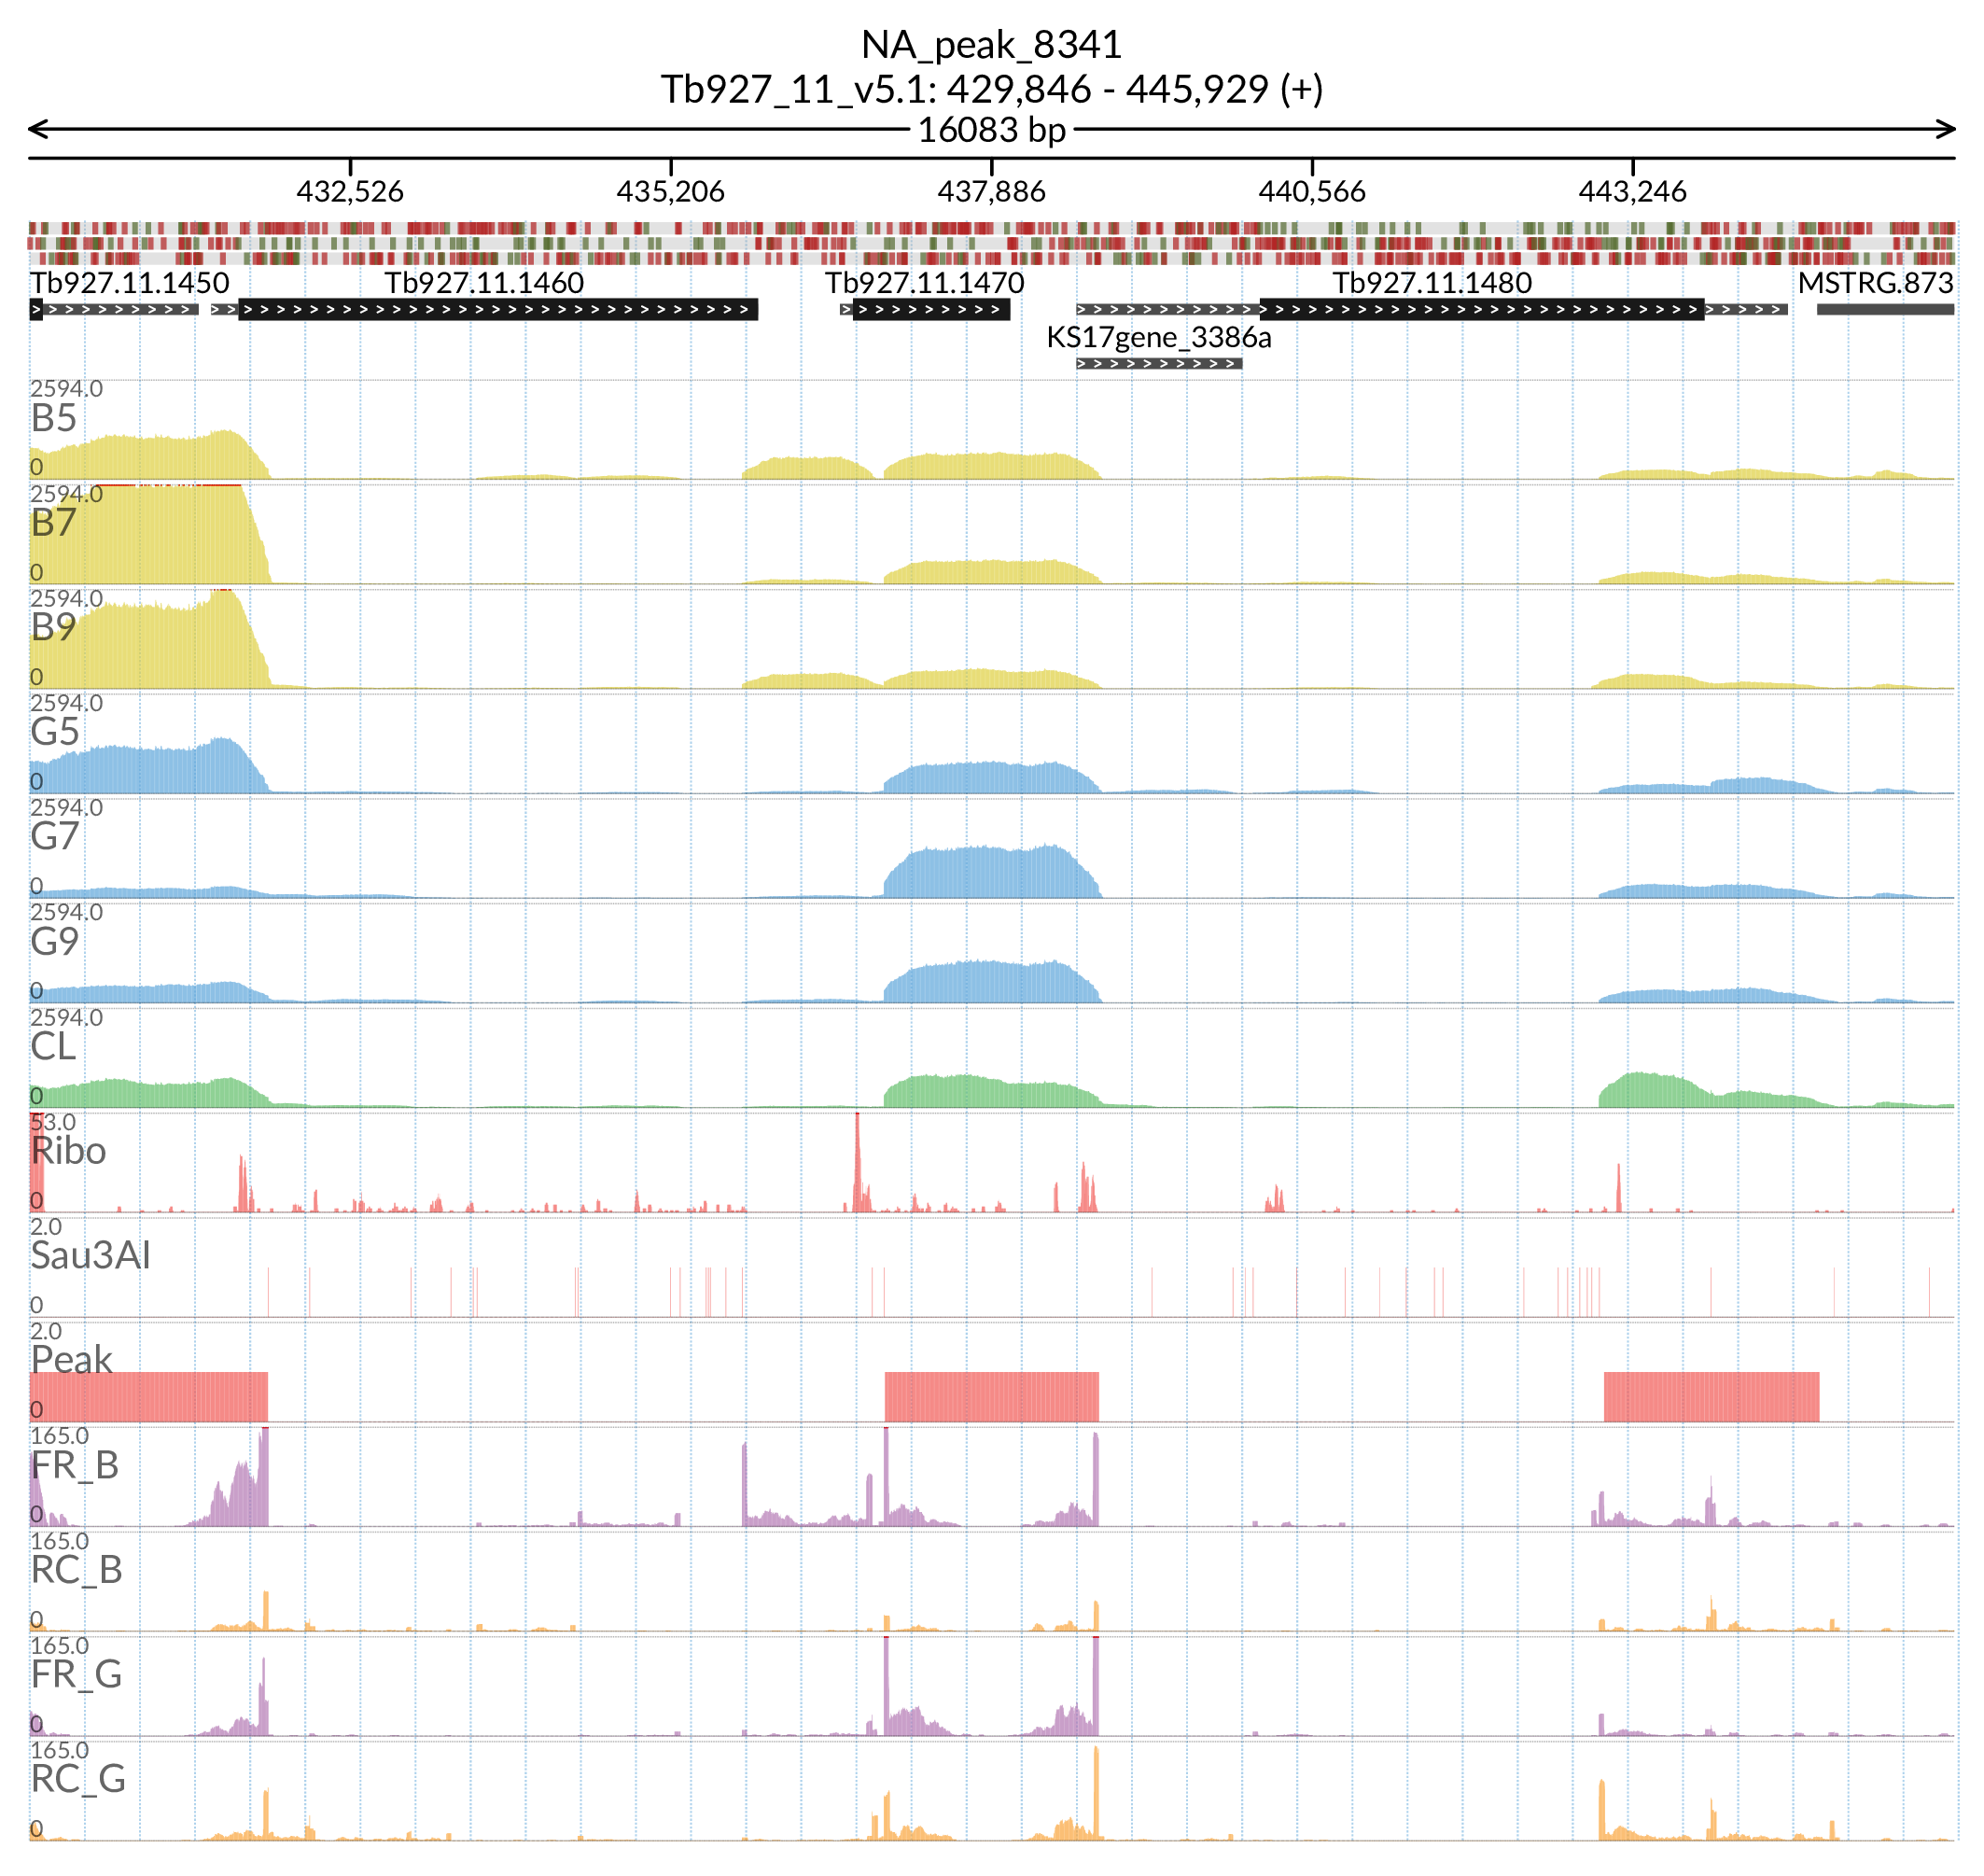 NA_peak_8341
Tb927_11_v5.1: 429,846 - 445,929 (+)
16083 bp
432,526 435,206 437,886 440,566 443,246
Tb927.11.1450 Tb927.11.1460 Tb927.11.1470 Tb927.11.1480 MSTRG.873
KS17gene_3386a
2594.0
B5
0
2594.0
B7
0
2594.0
B9
0
2594.0
G5
0
2594.0
G7
0
2594.0
G9
0
2594.0
CL
0
53.0
Ribo
0
2.0
Sau3AI
0
2.0
Peak
0
165.0
FR_B
0
165.0
RC_B
0
165.0
FR_G
0
165.0
RC_G
0